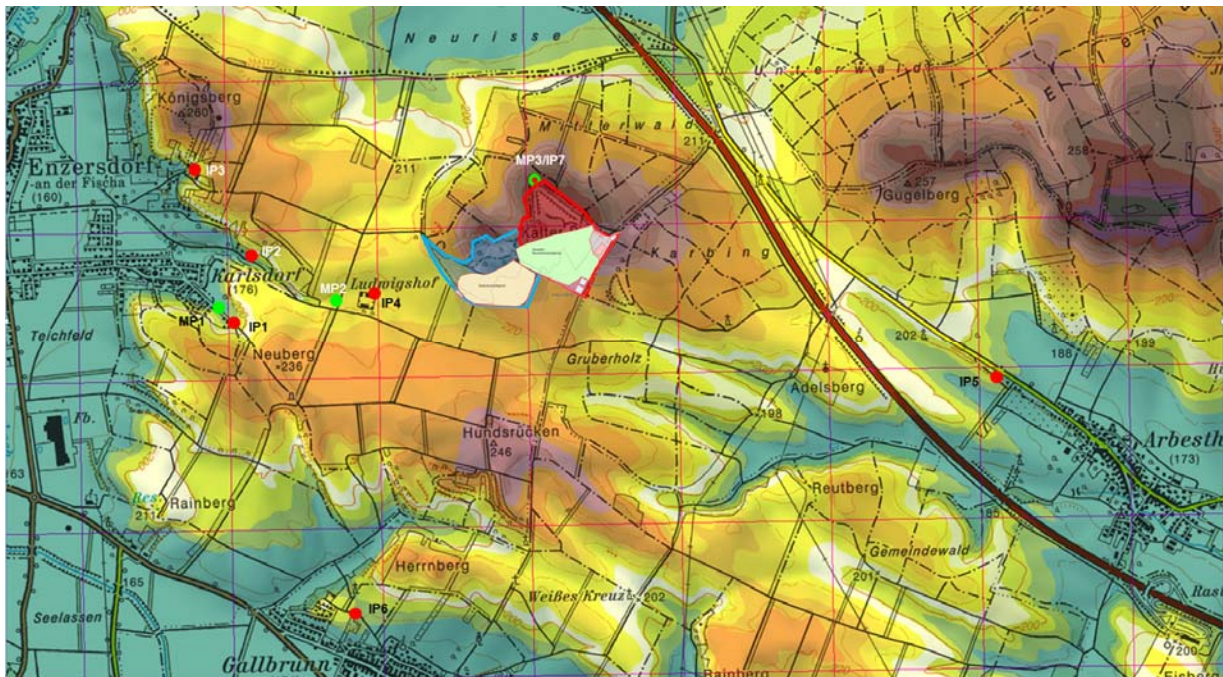 Neurisse
Unterwald
Königsberg
260
Mitterwald
211
211
MP3/IP7
258
Enzersdorf
an der Fischa
(160)
IP3
257
Gugelberg
Karbing
IP2
Karlsdorf
(176)
MP2
Ludwigshof
IP4
MP1
IP1
Teichfeld
Neuberg
236
Gruberholz
202
188
199
Adelsberg
IP5
198
Fb.
Hundsrücken
246
Arbesth
(173)
163
Res.
211
Rainberg
Reutberg
185
Gemeindewald
201
Herrnberg
165
Weißes Kreuz
202
Seelassen
IP6
Gallbrunn
Rainberg
200